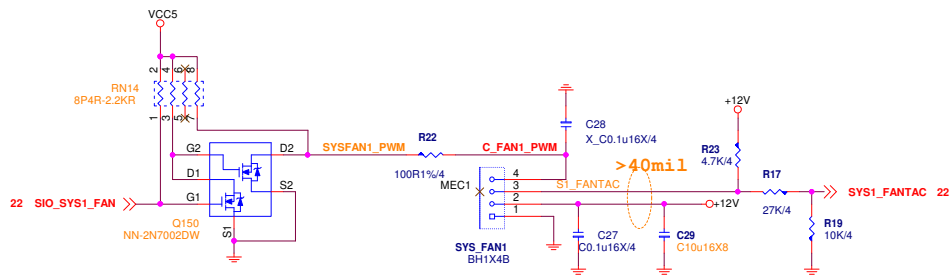 VCC5
2 4 6 8
RN14
8P4R-2.2KR
1 3 5 7
+12V
C28
X_C0.1u16X/4
R23
4.7K/4
G2 D2
SYSFAN1_PWM
R22
C_FAN1_PWM
>40mil
100R1%/4
D1
S2
MEC1
4
3
2
1
S1_FANTAC
R17
SYS1_FANTAC 22
22 SIO_SYS1_FAN
G1
27K/4
+12V
S1
Q150
NN-2N7002DW
SYS_FAN1
BH1X4B
C27
C0.1u16X/4
C29
C10u16X8
R19
10K/4